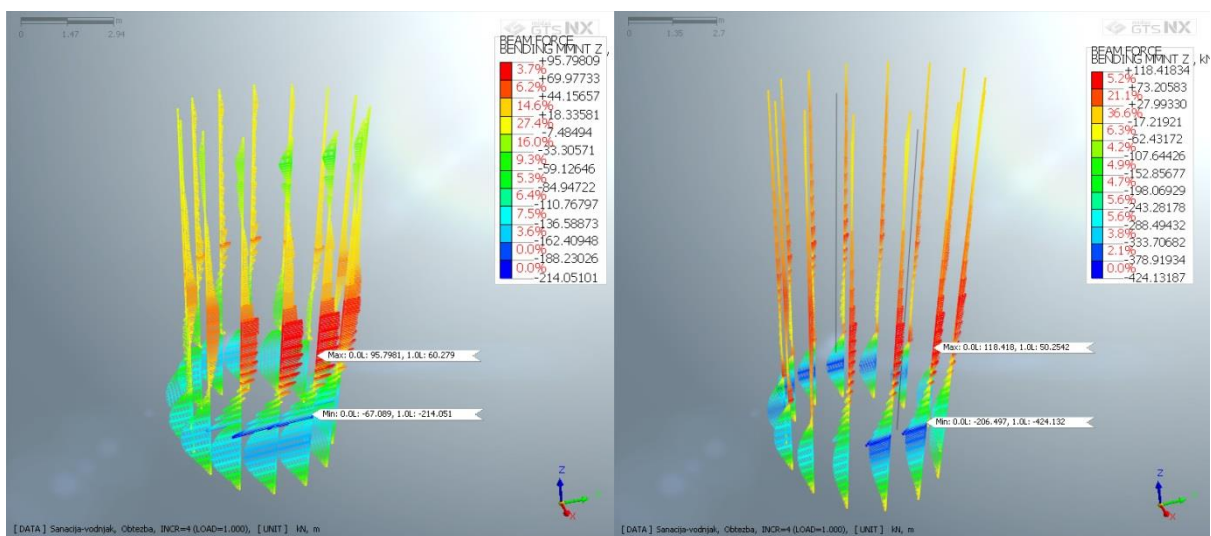 m
0 1.47 2.94
GTS NX
BEAM FORCE
BENDING MMNT Z ,
+95.79809
3.7%
+69.97733
6.2%
+44.15657
14.6%
+18.33581
27.4%
-7.48494
16.0%
-33.30571
9.3%
-59.12646
5.3%
-84.94722
6.4%
-110.76797
7.5%
-136.58873
3.6%
-162.40948
0.0%
-188.23026
0.0%
-214.05101
Max: 0.0L: 95.7981, 1.0L: 60.279
Min: 0.0L: -67.089, 1.0L: -214.051
Z
X
[ DATA ] Sanacija-vodnjak, Obtezba, INCR=4 (LOAD=1.000), [ UNIT ] kN, m
m
0 1.35 2.7
GTS NX
BEAM FORCE
BENDING MMNT Z , kN
+118.41834
5.2%
+73.20583
21.1%
+27.99330
36.6%
-17.21921
6.3%
-62.43172
4.2%
-107.64426
4.9%
-152.85677
4.7%
-198.06929
5.6%
-243.28178
5.6%
-288.49432
3.8%
-333.70682
2.1%
-378.91934
0.0%
-424.13187
Max: 0.0L: 118.418, 1.0L: 50.2542
Min: 0.0L: -206.497, 1.0L: -424.132
Z
X
[ DATA ] Sanacija-vodnjak, Obtezba, INCR=4 (LOAD=1.000), [ UNIT ] kN, m